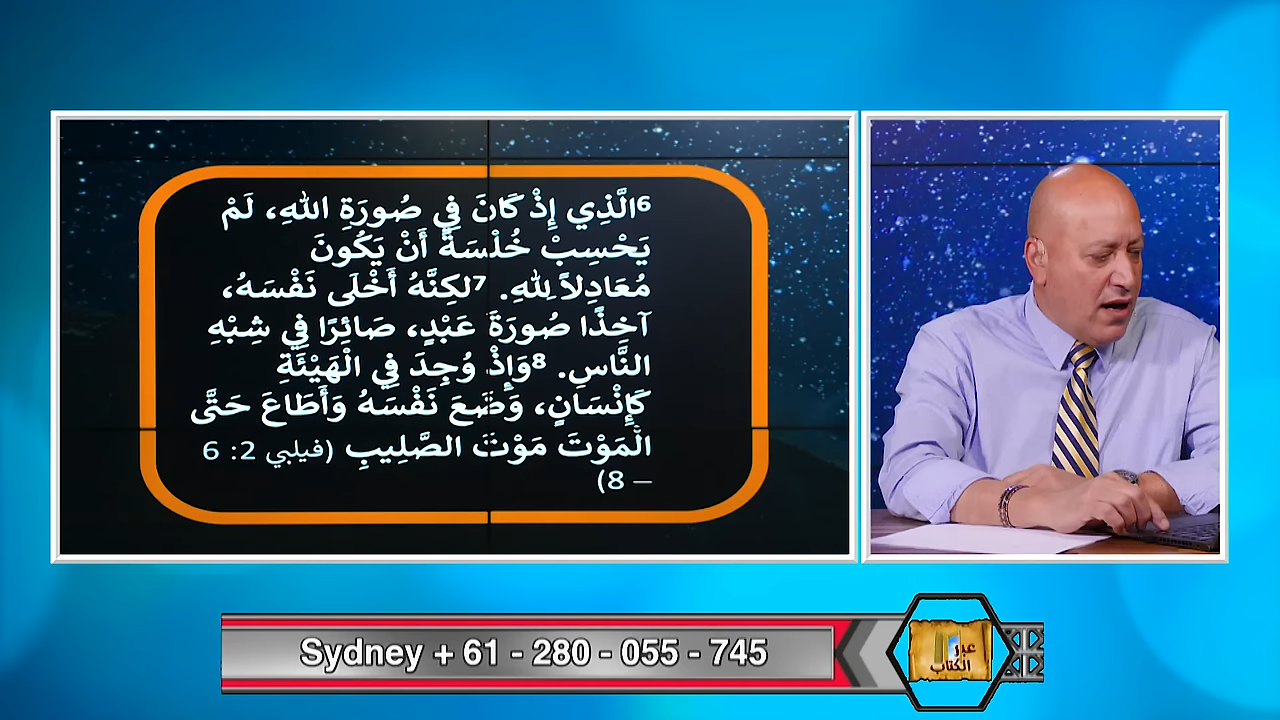 ⁶الَّذِي إِذْ كَانَ فِي صُورَةِ اللهِ، لَمْ
يَحْسِبْ خُلْسَةً أَنْ يَكُونَ
مُعَادِلاً لِلهِ. ⁷لكِنَّهُ أَخْلَى نَفْسَهُ،
آخِذًا صُورَةَ عَبْدٍ، صَائِرًا فِي شِبْهِ
النَّاسِ. ⁸وَإِذْ وُجِدَ فِي الْهَيْئَةِ
كَإِنْسَانٍ، وَضَعَ نَفْسَهُ وَأَطَاعَ حَتَّى
الْمَوْتَ مَوْتَ الصَّلِيبِ (فيلبي 2: 6
– 8)
Sydney + 61 - 280 - 055 - 745
عبر
الكتاب